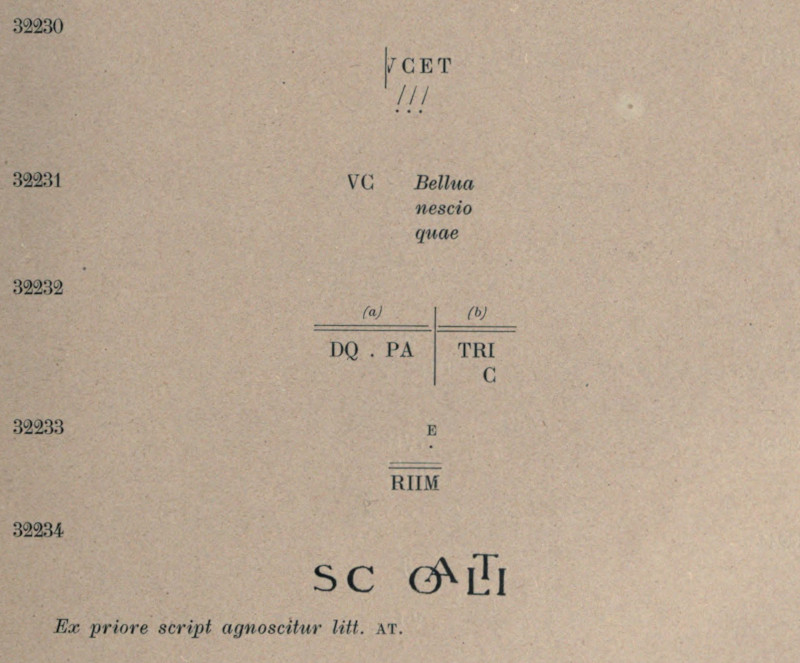 32230
VCET
///
32231 VC Bellua
nescio
quae
32232
(a) (b)
DQ . PA TRI
C
32233 E
RIIM
32234
SC OALTI
Ex priore script agnoscitur litt. AT.